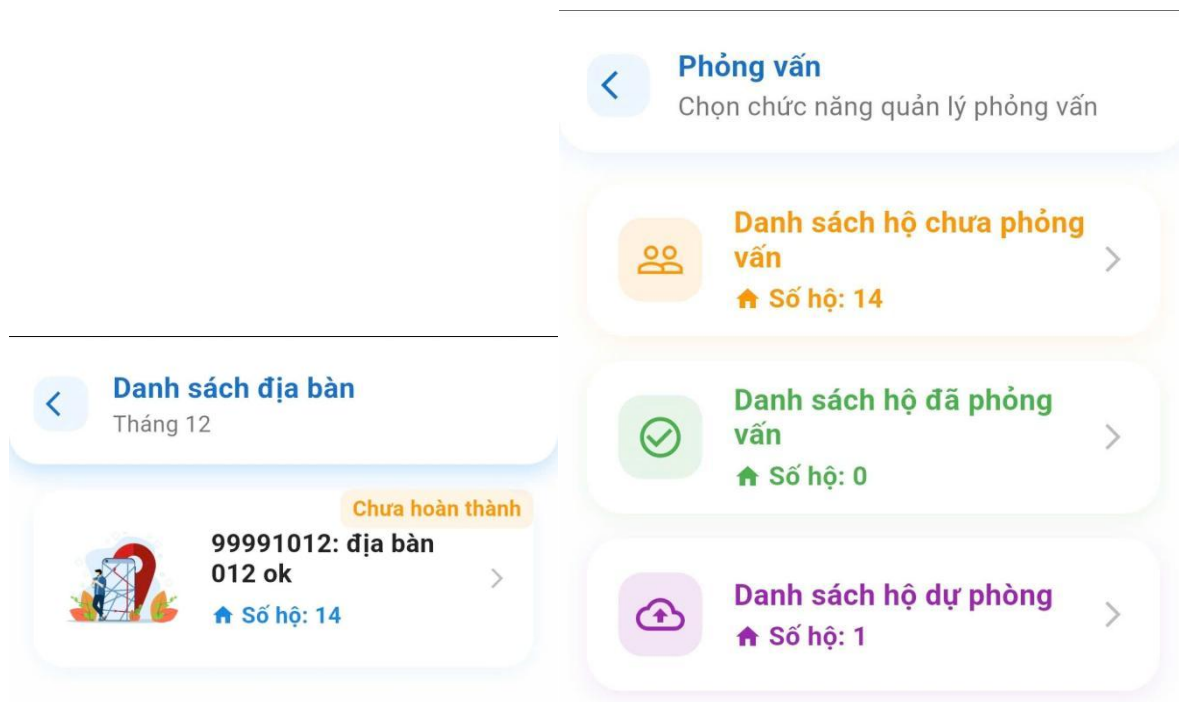 Danh sách địa bàn
Tháng 12
Chưa hoàn thành
99991012: địa bàn
012 ok
Số hộ: 14
Phỏng vấn
Chọn chức năng quản lý phỏng vấn
Danh sách hộ chưa phỏng
vấn
Số hộ: 14
Danh sách hộ đã phỏng
vấn
Số hộ: 0
Danh sách hộ dự phòng
Số hộ: 1